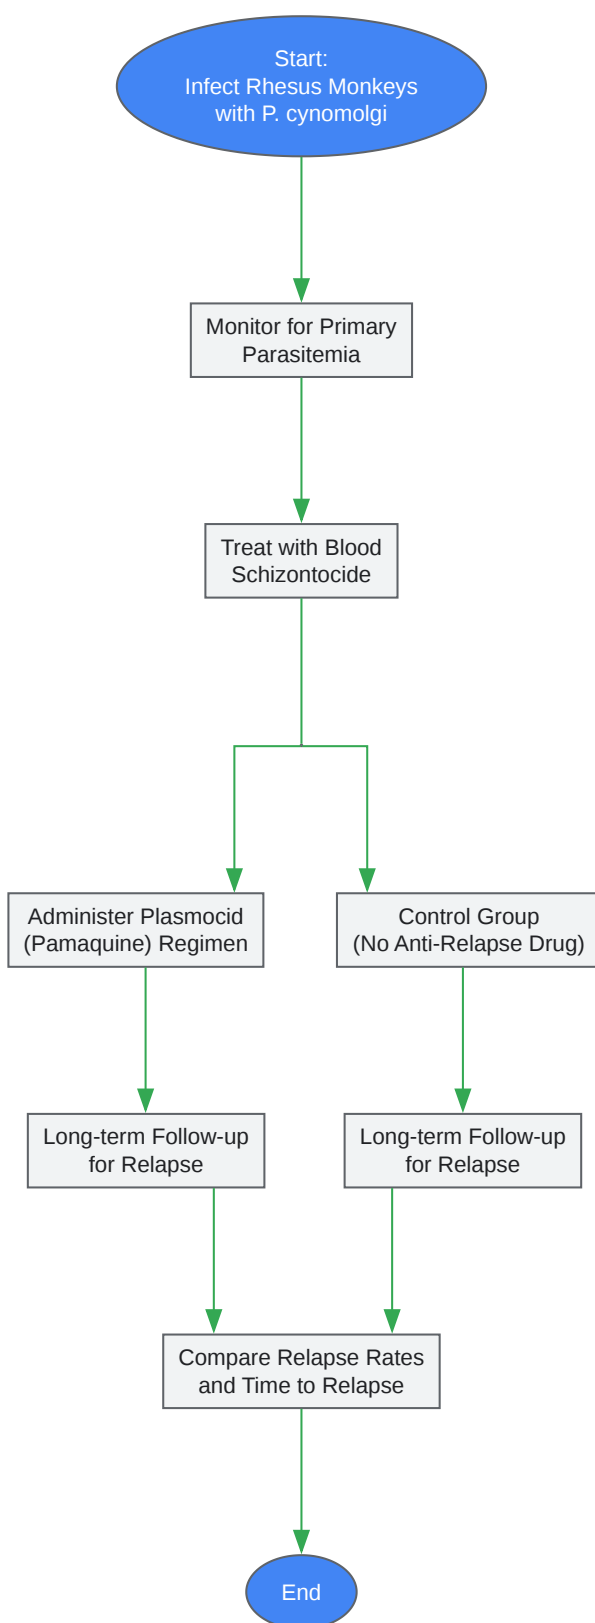 Start:
Infect Rhesus Monkeys
with P. cynomolgi
Monitor for Primary
Parasitemia
Treat with Blood
Schizontocide
Administer Plasmocid
(Pamaquine) Regimen
Control Group
(No Anti-Relapse Drug)
Long-term Follow-up
for Relapse
Long-term Follow-up
for Relapse
Compare Relapse Rates
and Time to Relapse
End